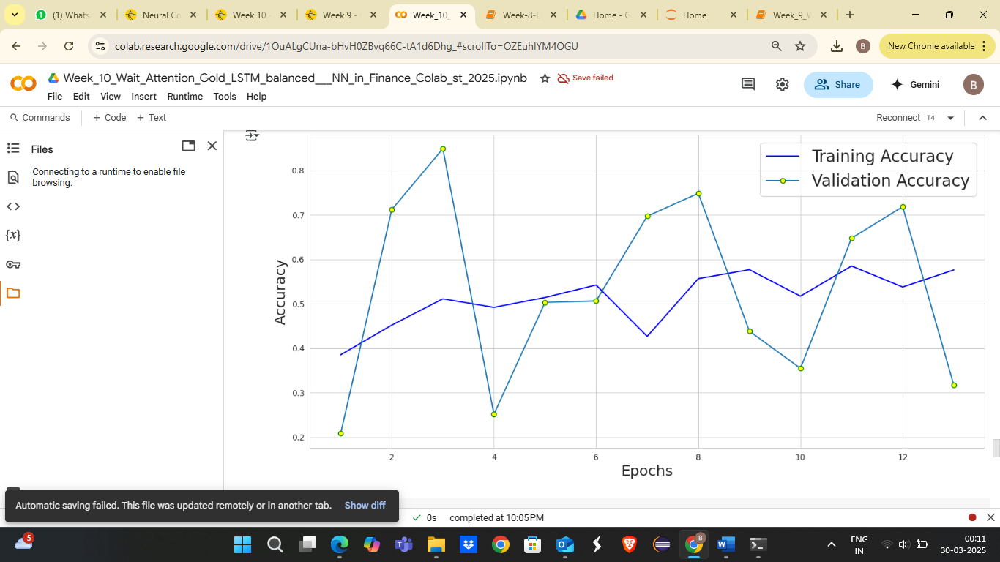 (1) Whats
Neural Co
Week 10 -
Week 9 -
Week_10_
Week-8-L
Home - G
Home
Week_9_W
colab.research.google.com/drive/1OuALgCUna-bHvH0ZBvq66C-tA1d6Dhg_#scrollTo=OZEuhlYM4OGU
B
New Chrome available
Week_10_Wait_Attention_Gold_LSTM_balanced___NN_in_Finance_Colab_st_2025.ipynb
Save failed
File Edit View Insert Runtime Tools Help
Share
Gemini
B
Commands
+ Code + Text
Reconnect T4
Files
Connecting to a runtime to enable file
browsing.
Training Accuracy
Validation Accuracy
Accuracy
0.8
0.7
0.6
0.5
0.4
0.3
0.2
2 4 6 8 10 12
Epochs
Automatic saving failed. This file was updated remotely or in another tab. Show diff
0s completed at 10:05 PM
5
B
ENG
IN
00:11
30-03-2025